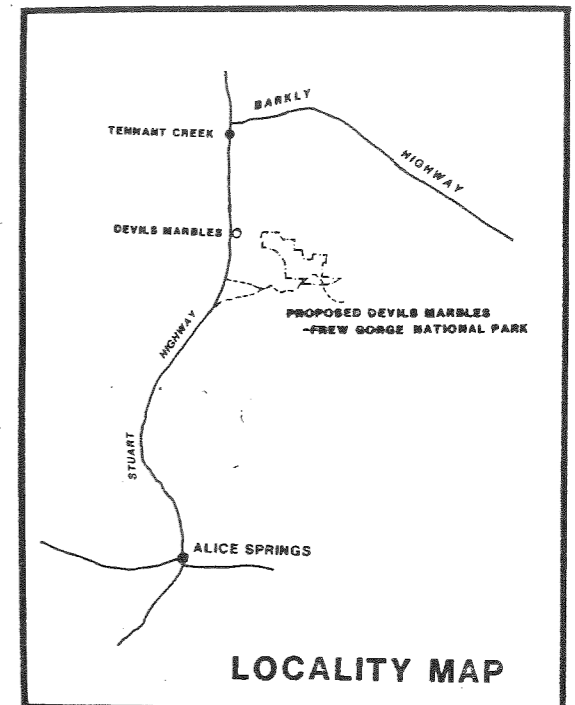 BARKLY
HIGHWAY
TENNANT CREEK
DEVILS MARBLES
PROPOSED DEVILS MARBLES
-FREW GORGE NATIONAL PARK
HIGHWAY
STUART
ALICE SPRINGS
LOCALITY MAP